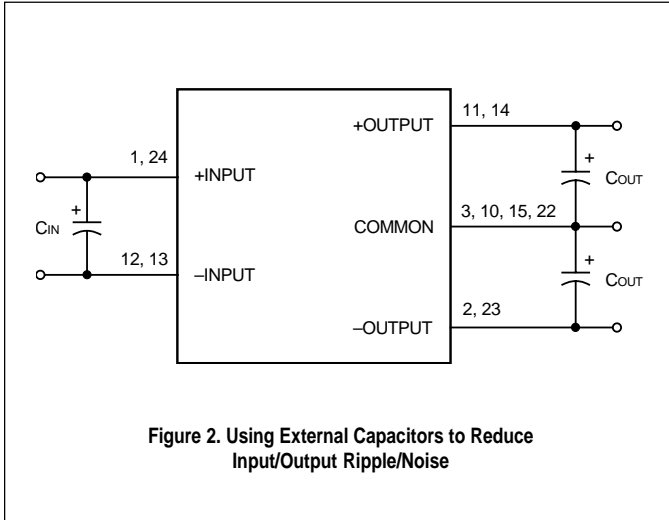 11, 14
+OUTPUT
+
COUT
1, 24
+INPUT
+
CIN
3, 10, 15, 22
COMMON
+
COUT
12, 13
–INPUT
2, 23
–OUTPUT
Figure 2. Using External Capacitors to Reduce
Input/Output Ripple/Noise